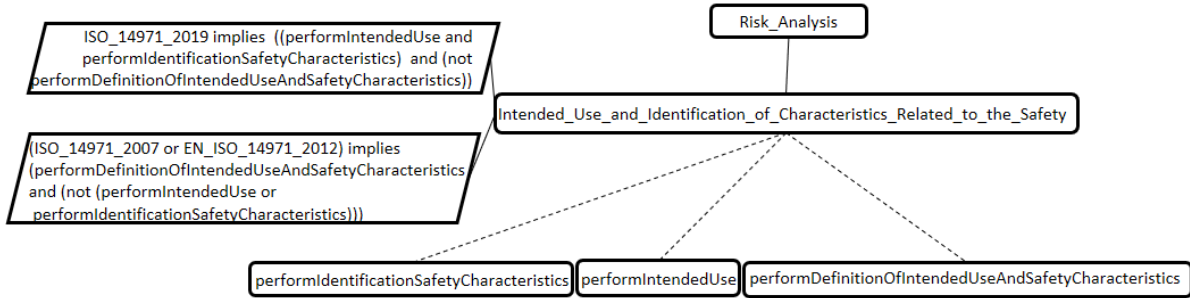 Risk_Analysis
ISO_14971_2019 implies ((performIntendedUse and
performIdentificationSafetyCharacteristics) and (not
performDefinitionOfIntendedUseAndSafetyCharacteristics))
Intended_Use_and_Identification_of_Characteristics_Related_to_the_Safety
(ISO_14971_2007 or EN_ISO_14971_2012) implies
(performDefinitionOfIntendedUseAndSafetyCharacteristics
and (not (performIntendedUse or
performIdentificationSafetyCharacteristics)))
performIdentificationSafetyCharacteristics
performIntendedUse
performDefinitionOfIntendedUseAndSafetyCharacteristics